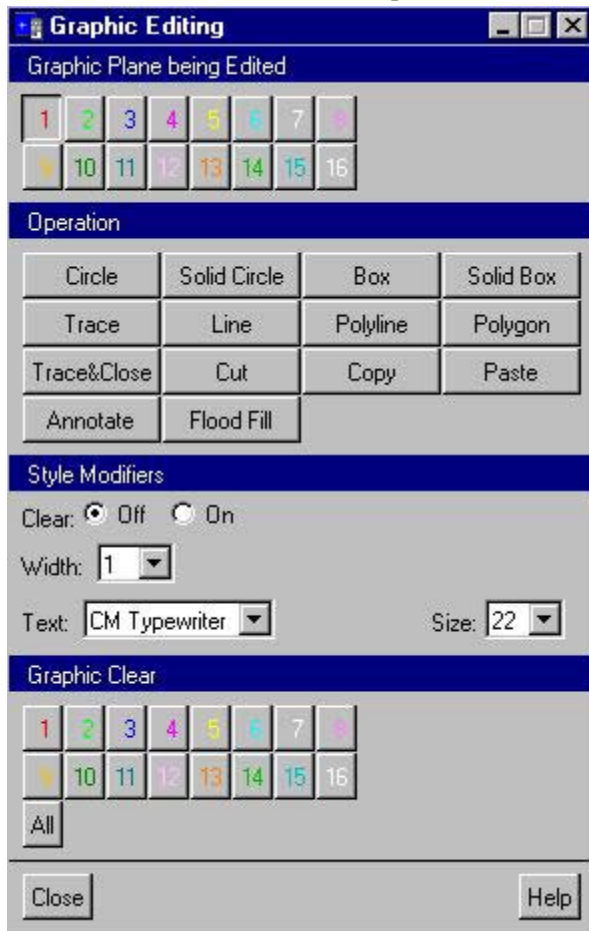 Graphic Editing
Graphic Plane being Edited
1 2 3 4 5 6 7 8
9 10 11 12 13 14 15 16
Operation
Circle Solid Circle Box Solid Box
Trace Line Polyline Polygon
Trace&Close Cut Copy Paste
Annotate Flood Fill
Style Modifiers
Clear: Off On
Width: 1
Text: CM Typewriter Size: 22
Graphic Clear
1 2 3 4 5 6 7 8
9 10 11 12 13 14 15 16
All
Close Help